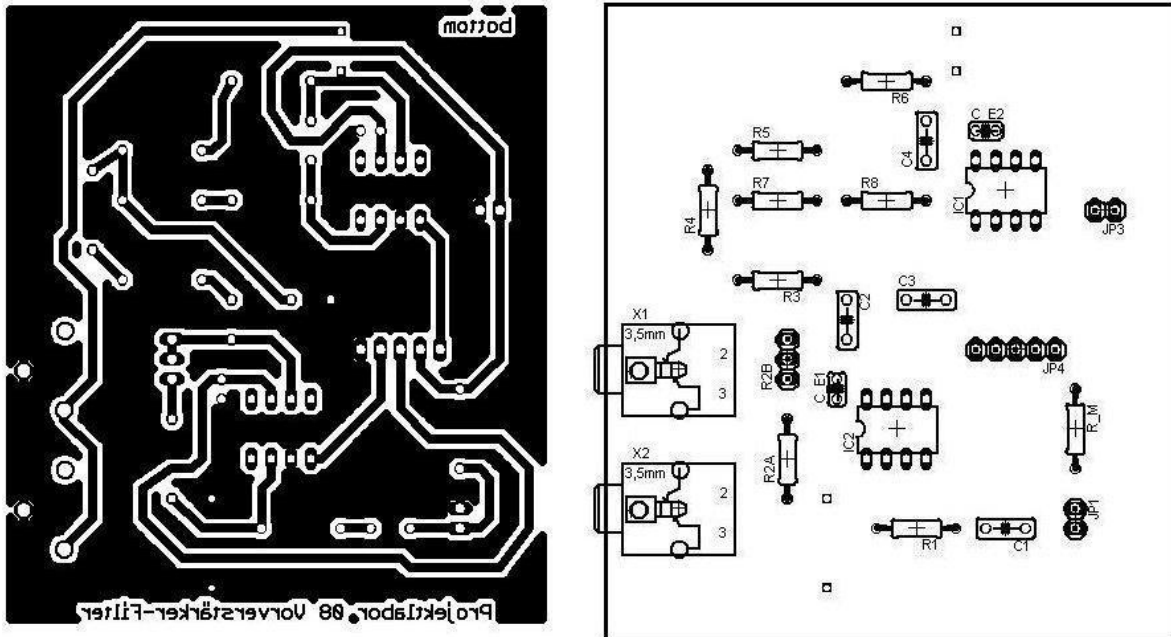 bottom
Projektlabor 08 Vorverstärker-Filter
R6
C E2
R5
C4
R7
R8
R4
IC1
JP3
R3
C2
C3
X1
3,5mm
2
3
R2B
C E1
JP4
X2
3,5mm
2
3
R2A
IC2
R_M
JP1
R1
C1